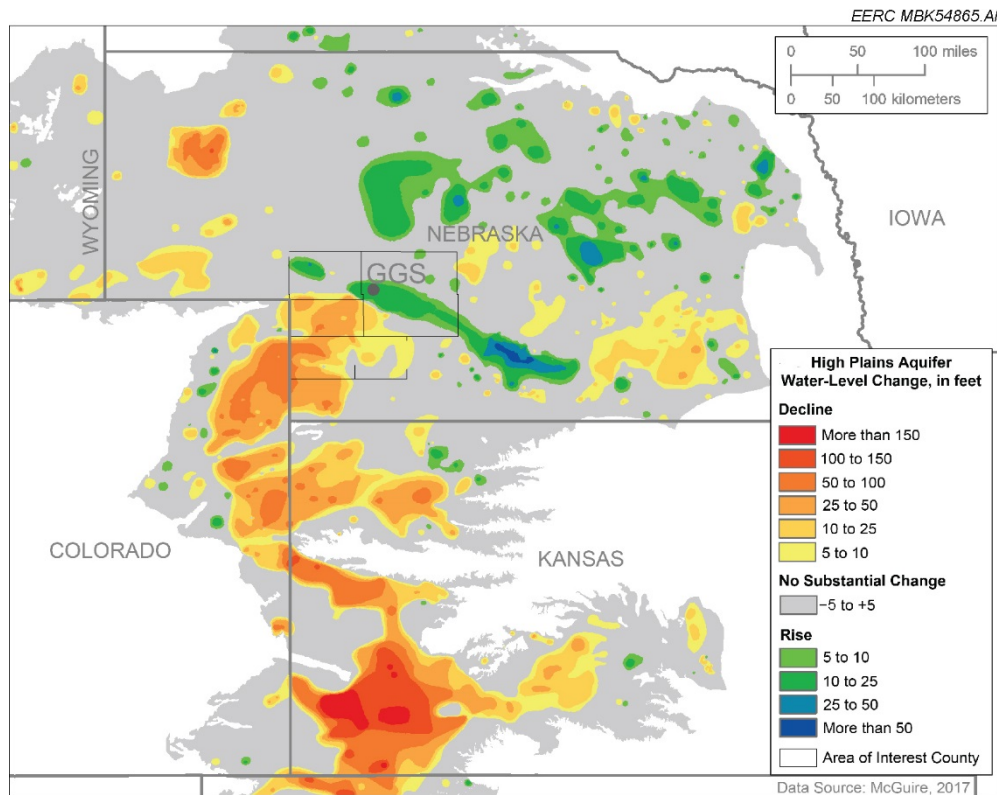 EERC MBK54865.AI
0 50 100 miles
0 50 100 kilometers
WYOMING
NEBRASKA
IOWA
GGS
COLORADO
KANSAS
High Plains Aquifer
Water-Level Change, in feet
Decline
More than 150
100 to 150
50 to 100
25 to 50
10 to 25
5 to 10
No Substantial Change
−5 to +5
Rise
5 to 10
10 to 25
25 to 50
More than 50
Area of Interest County
Data Source: McGuire, 2017